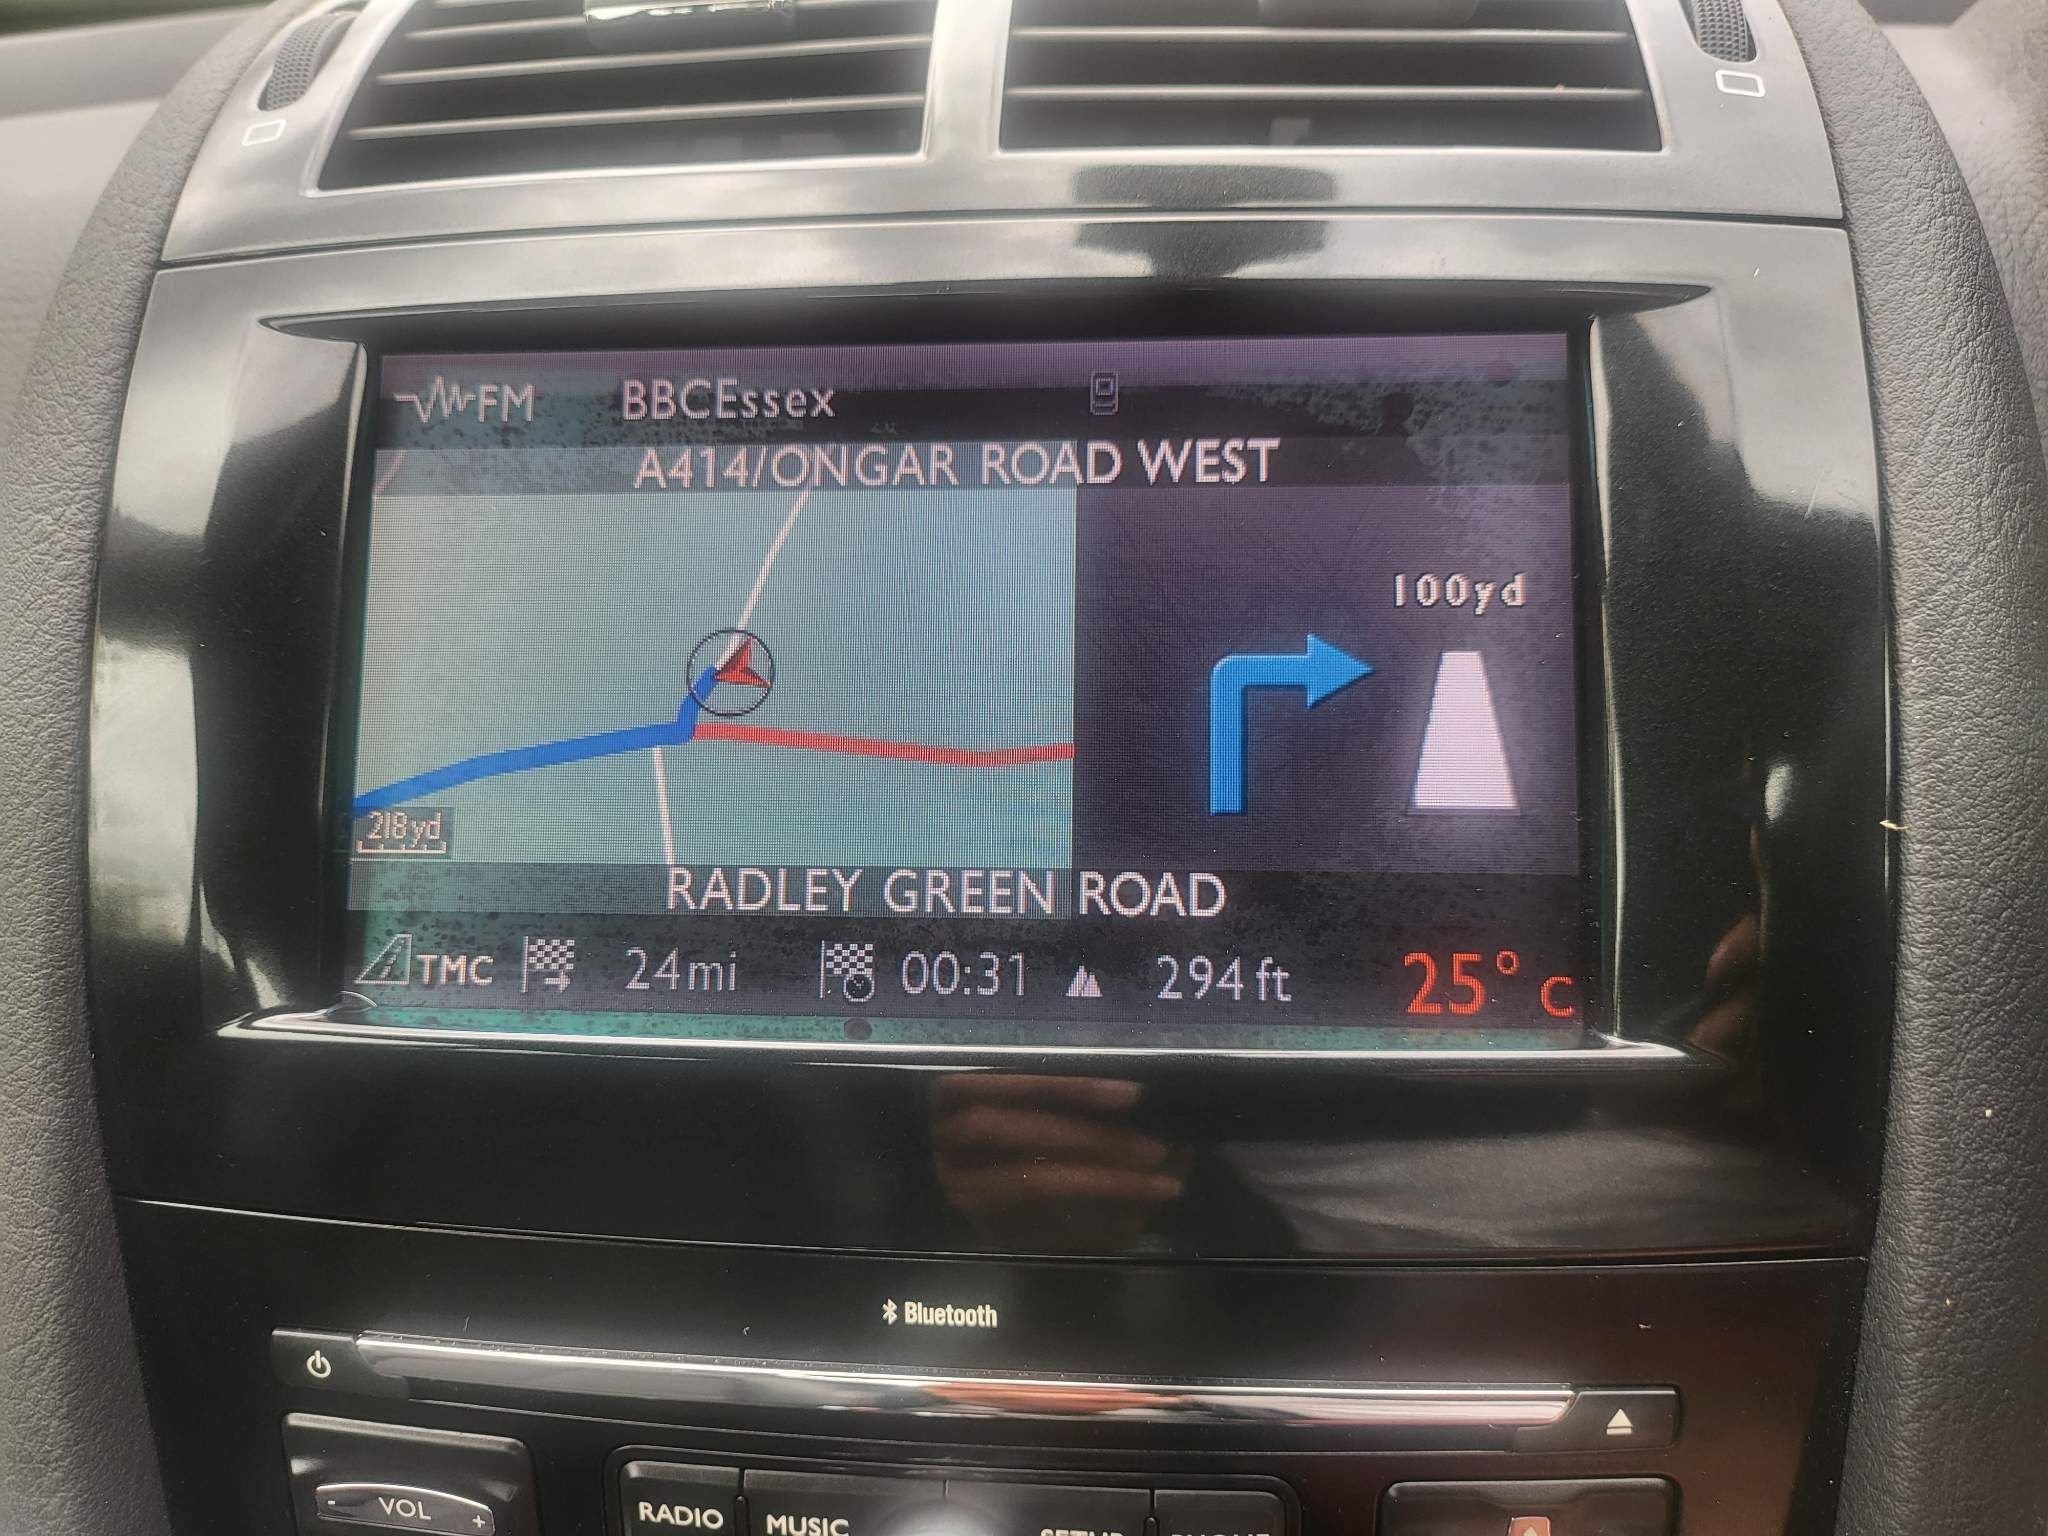 FM BBCEssex
A414/ONGAR ROAD WEST
100yd
218yd
RADLEY GREEN ROAD
TMC 24mi 00:31 294ft 25° C
Bluetooth
- VOL +
RADIO MUSIC